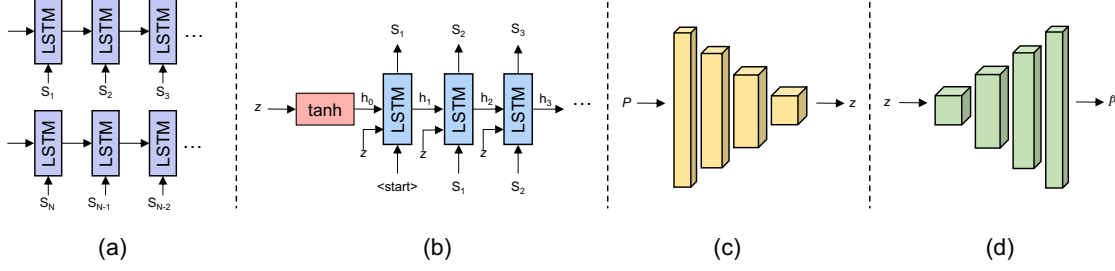 LSTM LSTM LSTM ...
S1 S2 S3
LSTM LSTM LSTM ...
SN SN-1 SN-2
(a)
S1 S2 S3
z tanh h0 LSTM h1 LSTM h2 LSTM h3 ...
z z z
<start> S1 S2
(b)
P z
(c)
z
(d)